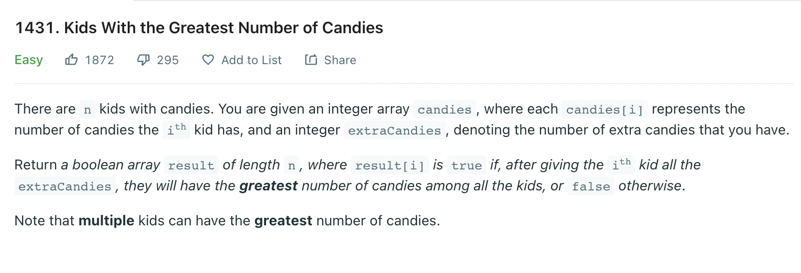 1431. Kids With the Greatest Number of Candies
Easy 1872 295 Add to List Share
There are n kids with candies. You are given an integer array candies, where each candies[i] represents the
number of candies the ith kid has, and an integer extraCandies, denoting the number of extra candies that you have.
Return a boolean array result of length n, where result[i] is true if, after giving the ith kid all the
extraCandies, they will have the greatest number of candies among all the kids, or false otherwise.
Note that multiple kids can have the greatest number of candies.